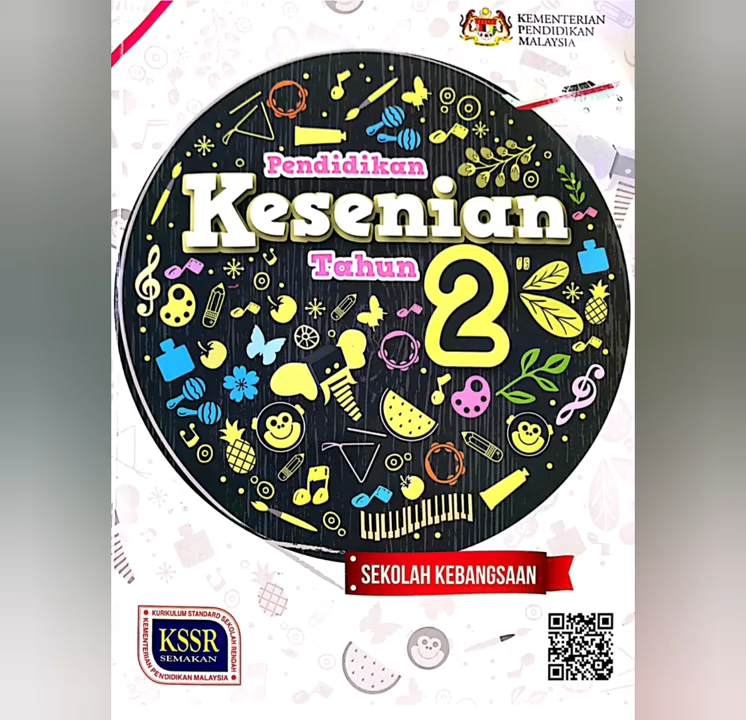 KEMENTERIAN
PENDIDIKAN
MALAYSIA
Pendidikan
Kesenian
Tahun 2
SEKOLAH KEBANGSAAN
KURIKULUM STANDARD SEKOLAH RENDAH
KSSR
SEMAKAN
KEMENTERIAN PENDIDIKAN MALAYSIA